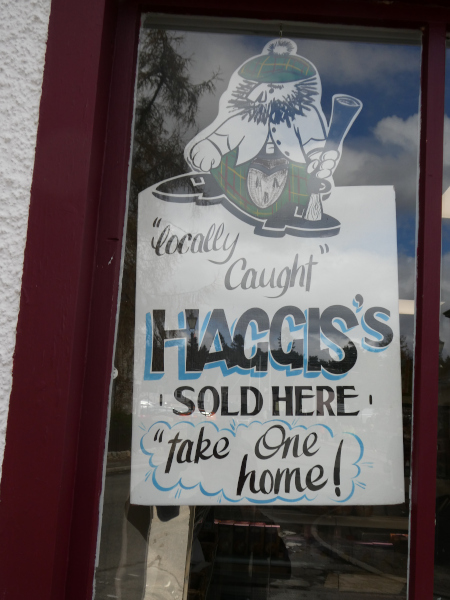 "locally
Caught"
HAGGIS's
SOLD HERE
"take One
home!